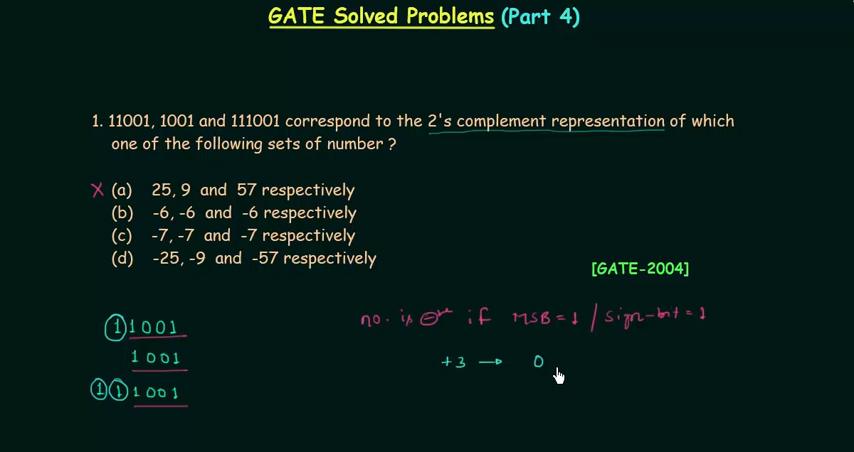 GATE Solved Problems (Part 4)
1. 11001, 1001 and 111001 correspond to the 2's complement representation of which
one of the following sets of number ?
X (a) 25, 9 and 57 respectively
(b) -6, -6 and -6 respectively
(c) -7, -7 and -7 respectively
(d) -25, -9 and -57 respectively
[GATE-2004]
no. is ⊖ve if MSB = 1 / sign-bit = 1
11001
1001
+3 → 0
111001